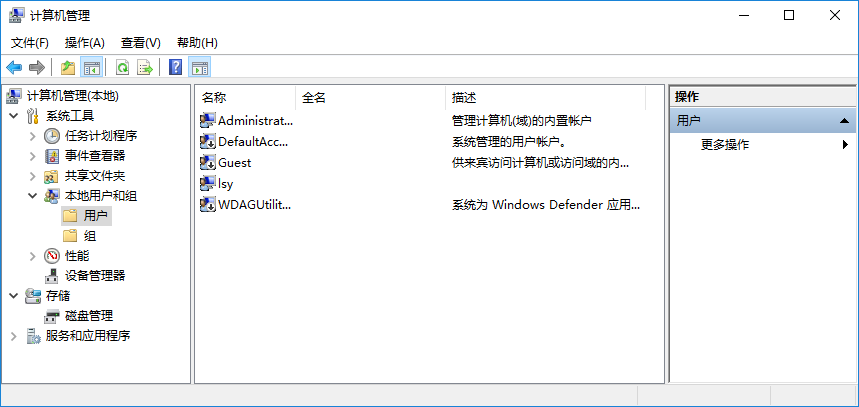 计算机管理
文件(F) 操作(A) 查看(V) 帮助(H)
计算机管理(本地)
系统工具
任务计划程序
事件查看器
共享文件夹
本地用户和组
用户
组
性能
设备管理器
存储
磁盘管理
服务和应用程序
名称 全名 描述
Administrat... 管理计算机(域)的内置帐户
DefaultAcc... 系统管理的用户帐户。
Guest 供来宾访问计算机或访问域的内...
lsy
WDAGUtilit... 系统为 Windows Defender 应用...
操作
用户
更多操作